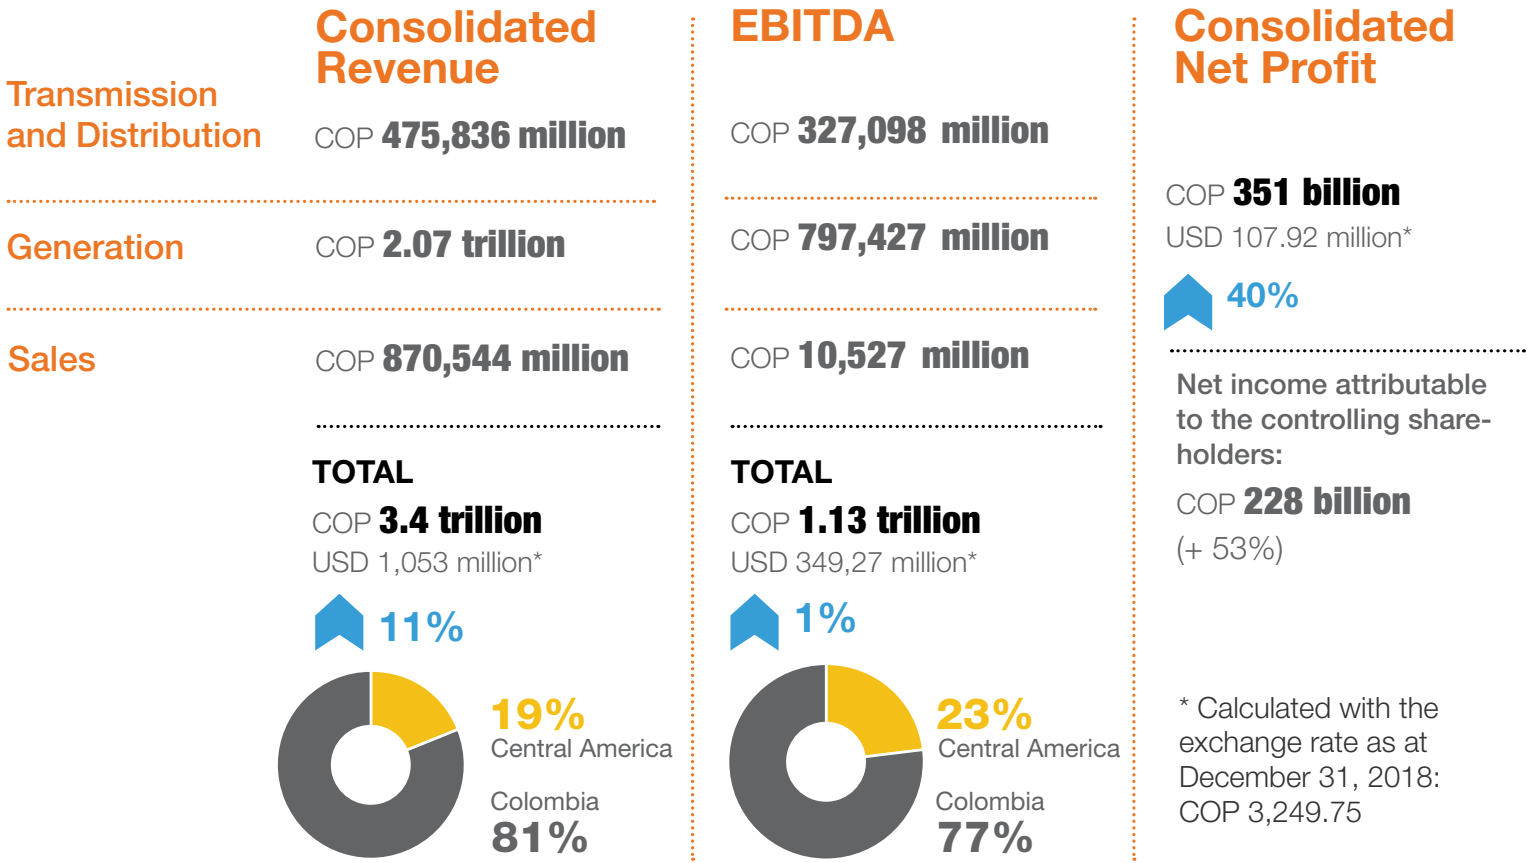 Consolidated
Revenue
EBITDA
Consolidated
Net Profit
Transmission
and Distribution
COP 475,836 million
COP 327,098 million
Generation
COP 2.07 trillion
COP 797,427 million
Sales
COP 870,544 million
COP 10,527 million
TOTAL
COP 3.4 trillion
USD 1,053 million*
11%
19%
Central America
Colombia
81%
TOTAL
COP 1.13 trillion
USD 349,27 million*
1%
23%
Central America
Colombia
77%
COP 351 billion
USD 107.92 million*
40%
Net income attributable
to the controlling share-
holders:
COP 228 billion
(+ 53%)
* Calculated with the
exchange rate as at
December 31, 2018:
COP 3,249.75